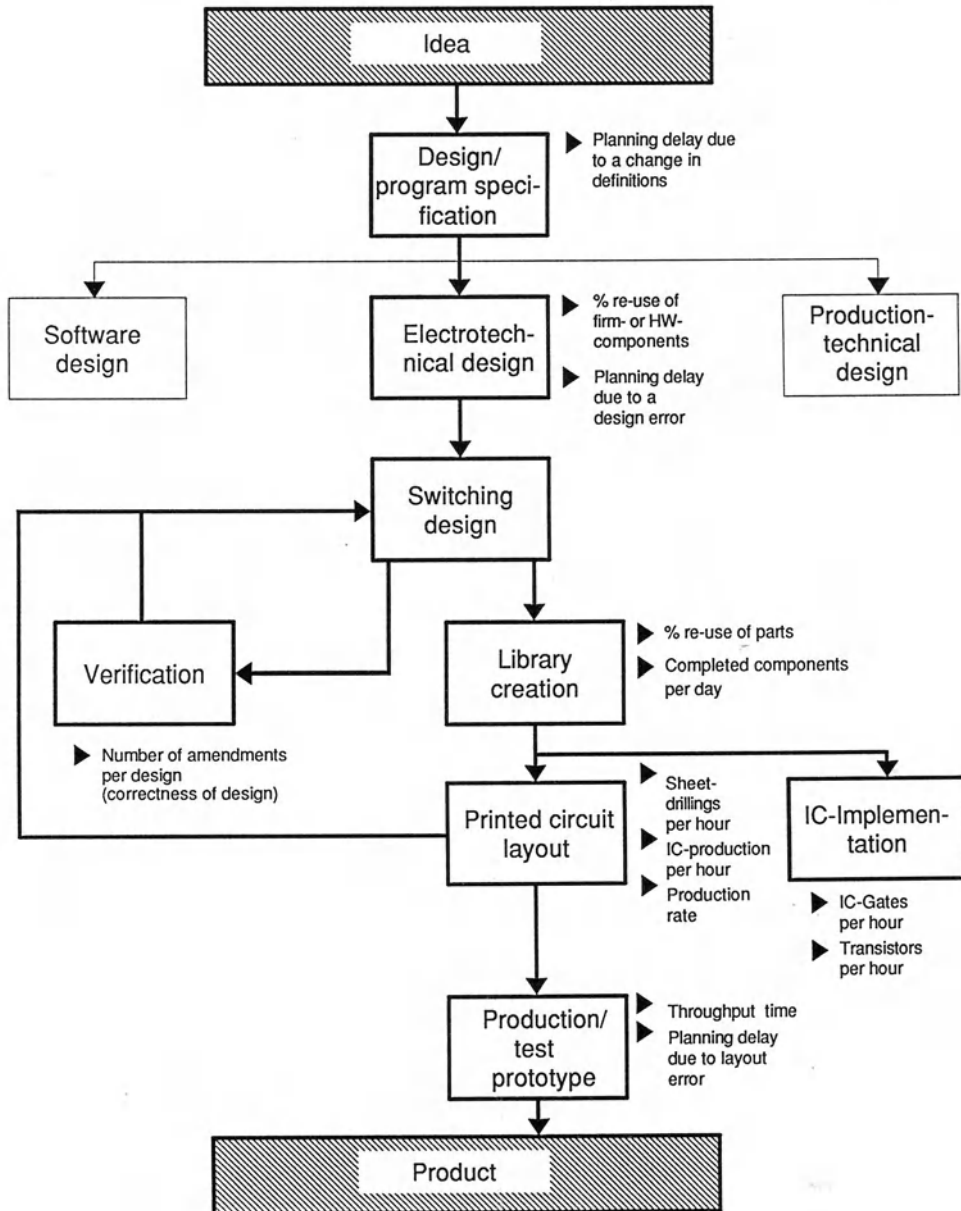 Idea
Design/
program speci-
fication
Planning delay due
to a change in
definitions
Software
design
Electrotech-
nical design
% re-use of
firm- or HW-
components
Planning delay
due to a
design error
Production-
technical
design
Switching
design
Verification
Number of amendments
per design
(correctness of design)
Library
creation
% re-use of parts
Completed components
per day
Printed circuit
layout
Sheet-
drillings
per hour
IC-production
per hour
Production
rate
IC-Implemen-
tation
IC-Gates
per hour
Transistors
per hour
Production/
test
prototype
Throughput time
Planning delay
due to layout
error
Product